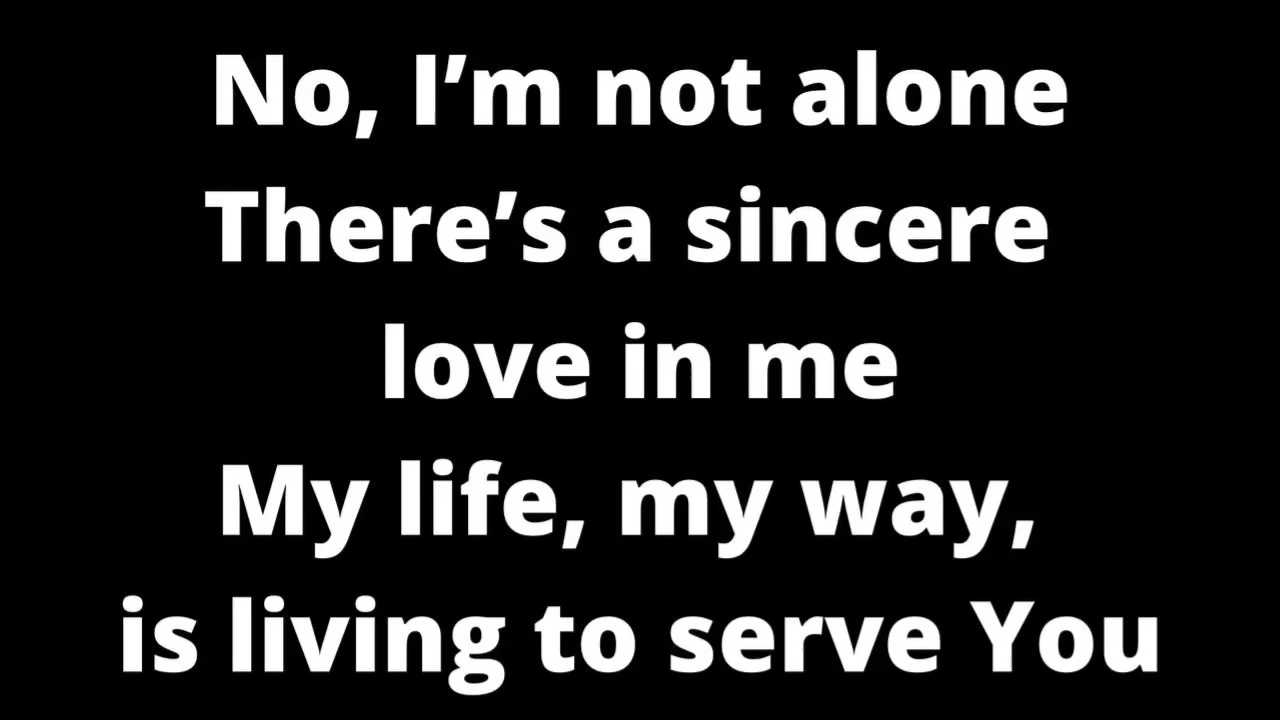 No, I’m not alone
There’s a sincere
love in me
My life, my way,
is living to serve You